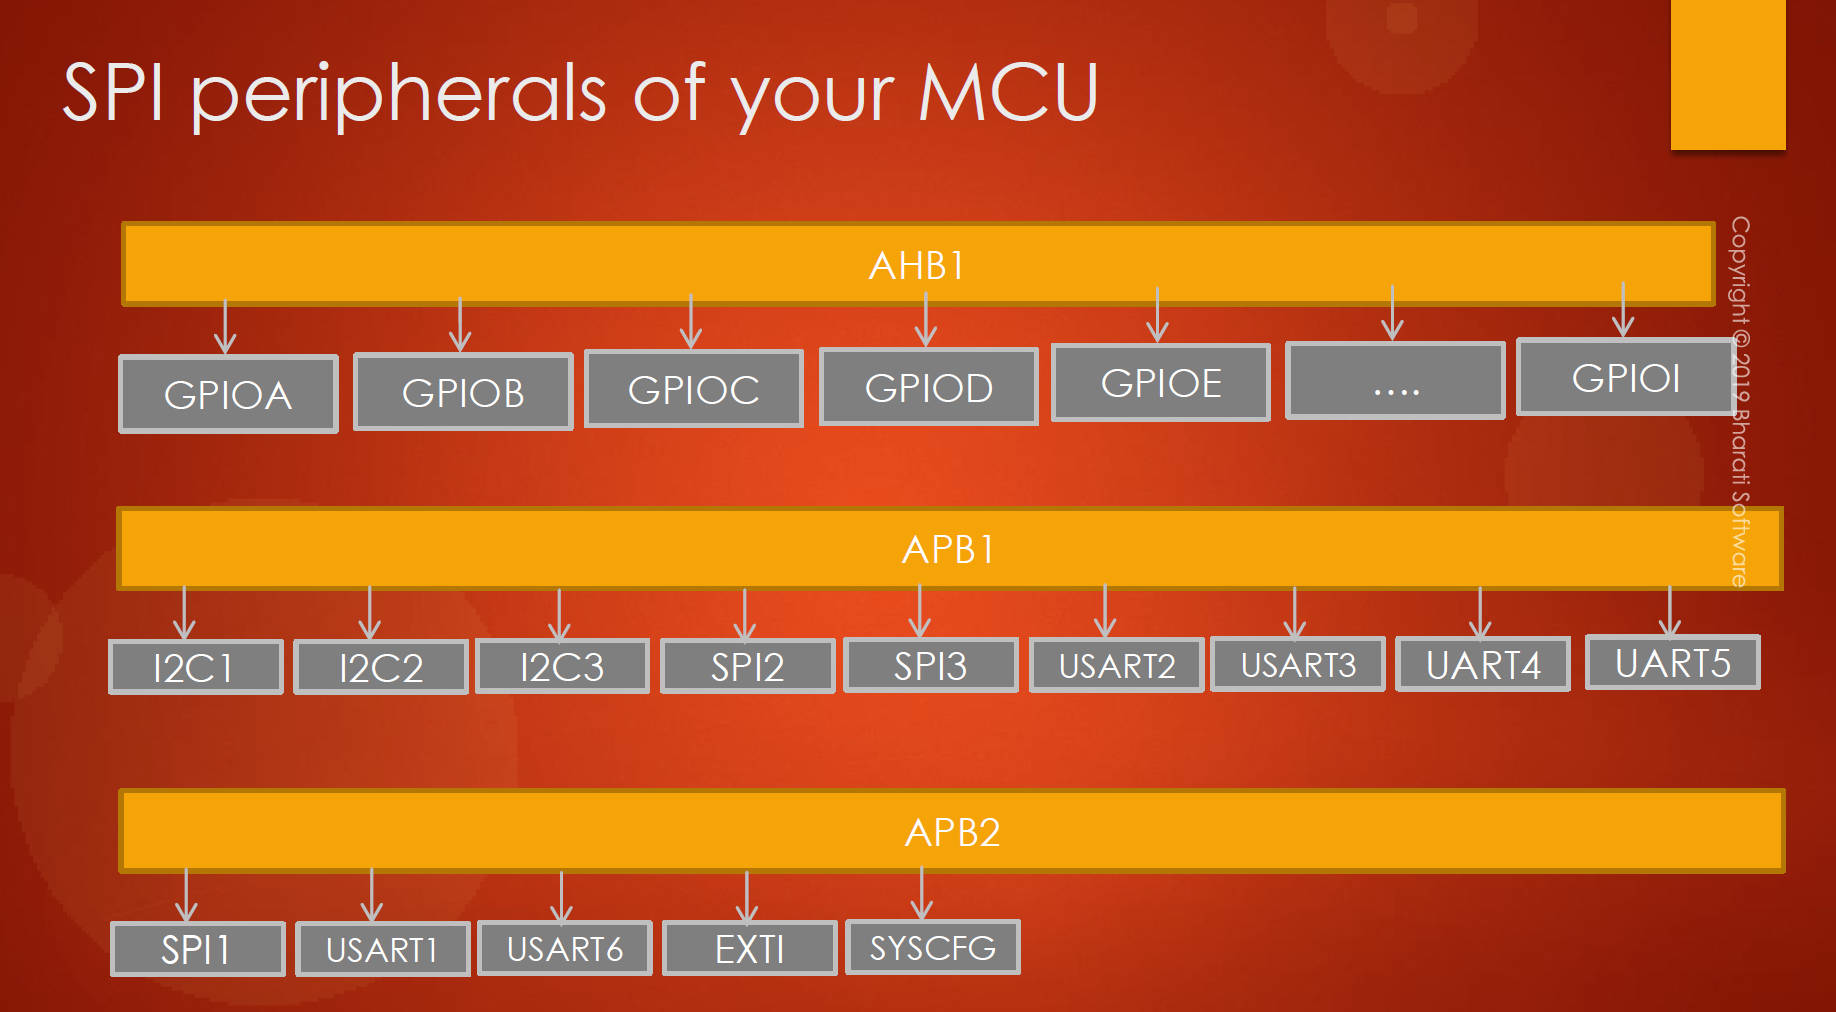 SPI peripherals of your MCU
AHB1
GPIOA
GPIOB
GPIOC
GPIOD
GPIOE
....
GPIOI
APB1
I2C1
I2C2
I2C3
SPI2
SPI3
USART2
USART3
UART4
UART5
APB2
SPI1
USART1
USART6
EXTI
SYSCFG
Copyright © 2019 Bharati Software